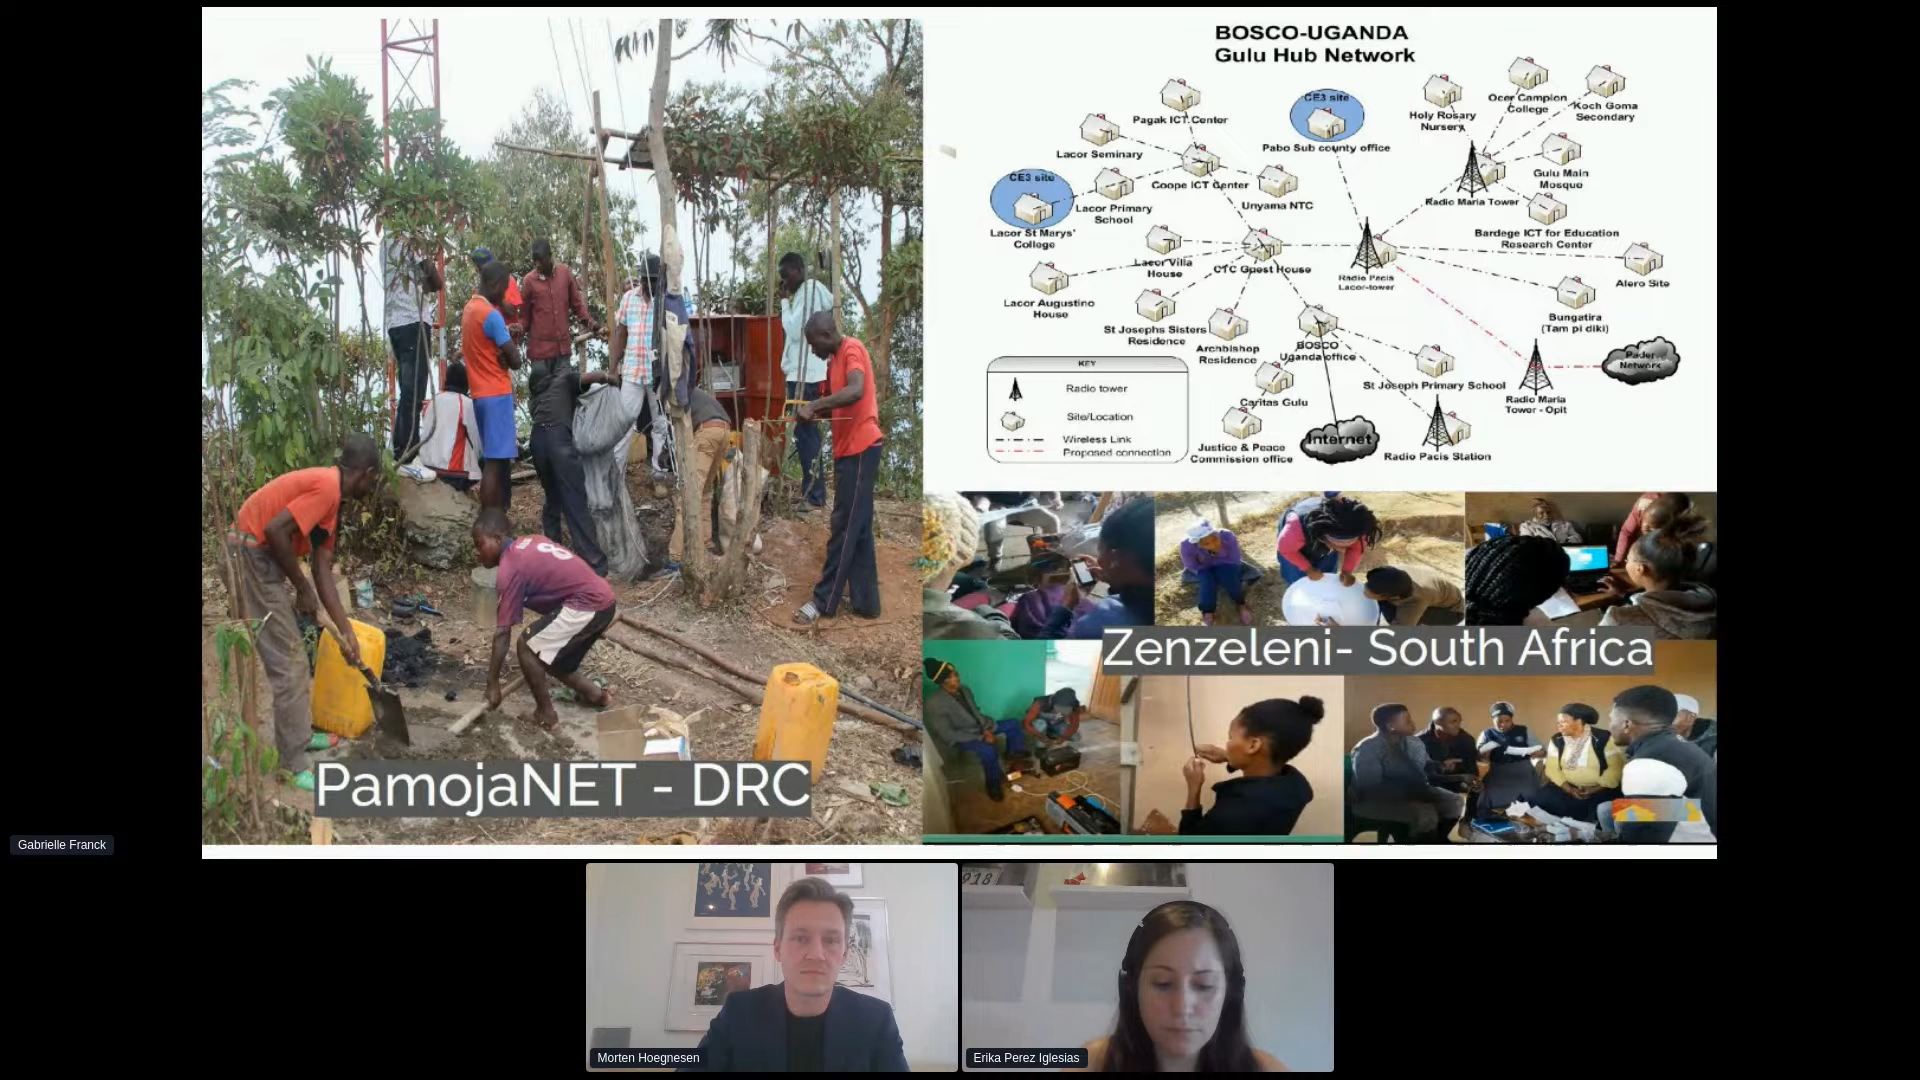 BOSCO-UGANDA
Gulu Hub Network
CE3 site
Pagak ICT Center
Pabo Sub county office
Holy Rosary
Nursery
Ocer Campion
College
Koch Goma
Secondary
Lacor Seminary
Coope ICT Center
Unyama NTC
CE3 site
Lacor Primary
School
Lacor St Marys'
College
Radio Maria Tower
Gulu Main
Mosque
Bardege ICT for Education
Research Center
Lacor Villa
House
CTC Guest House
Radio Pacis
Lacor-tower
Alero Site
Lacor Augustino
House
St Josephs Sisters
Residence
Archbishop
Residence
BOSCO
Uganda office
Bungatira
(Tam pi diki)
Pader
Network
St Joseph Primary School
Radio Maria
Tower - Opit
Caritas Gulu
Internet
Justice & Peace
Commission office
Radio Pacis Station
KEY
Radio tower
Site/Location
Wireless Link
Proposed connection
8
Zenzeleni- South Africa
PamojaNET - DRC
Gabrielle Franck
918
Morten Hoegnesen
Erika Perez Iglesias